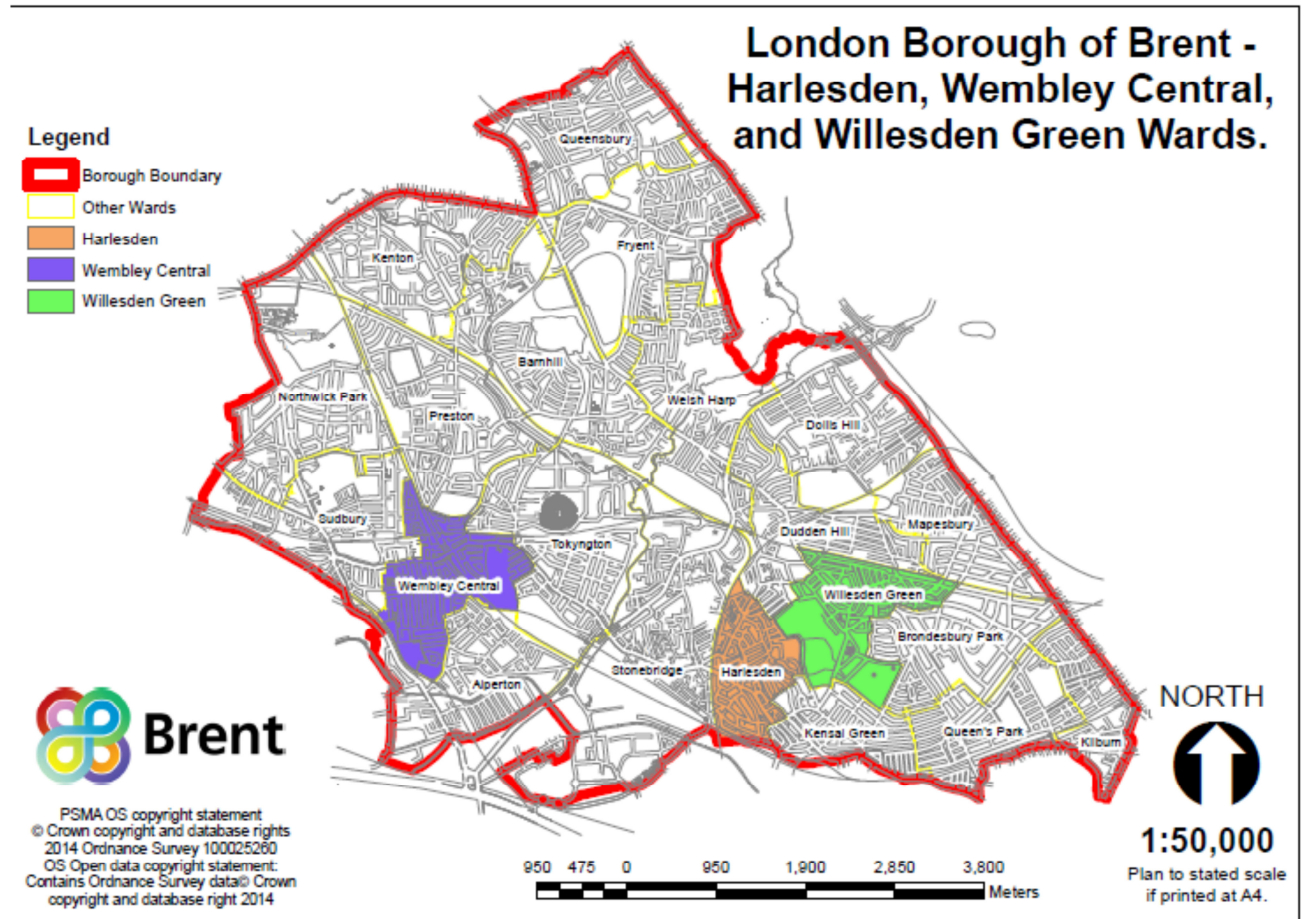 London Borough of Brent -
Harlesden, Wembley Central,
and Willesden Green Wards.
Legend
Borough Boundary
Other Wards
Harlesden
Wembley Central
Willesden Green
Queensbury
Fryent
Kenton
Barnhill
Northwick Park
Preston
Welsh Harp
Dollis Hill
Sudbury
Tokyngton
Dudden Hill
Mapesbury
Wembley Central
Willesden Green
Brondesbury Park
Stonebridge
Harlesden
Alperton
Kensal Green
Queen's Park
Kilburn
Brent
PSMA OS copyright statement
© Crown copyright and database rights
2014 Ordnance Survey 100025260
OS Open data copyright statement:
Contains Ordnance Survey data© Crown
copyright and database right 2014
950 475 0 950 1,900 2,850 3,800
Meters
NORTH
1:50,000
Plan to stated scale
if printed at A4.